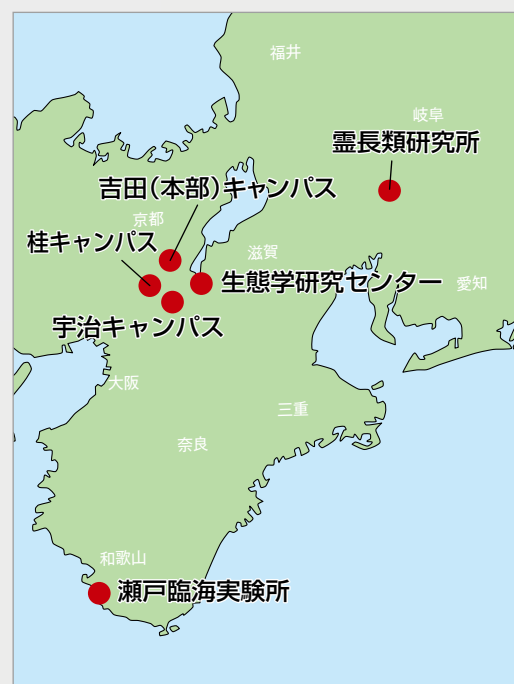 福井
岐阜
霊長類研究所
吉田(本部)キャンパス
京都
桂キャンパス
滋賀
生態学研究センター
愛知
宇治キャンパス
大阪
三重
奈良
和歌山
瀬戸臨海実験所